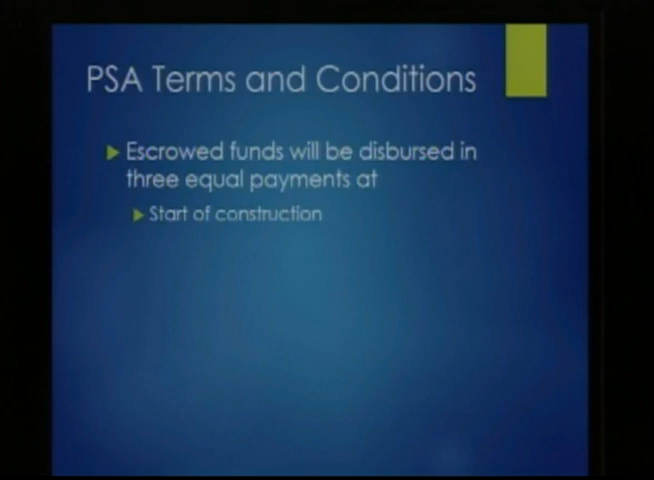 PSA Terms and Conditions
Escrowed funds will be disbursed in
three equal payments at
Start of construction